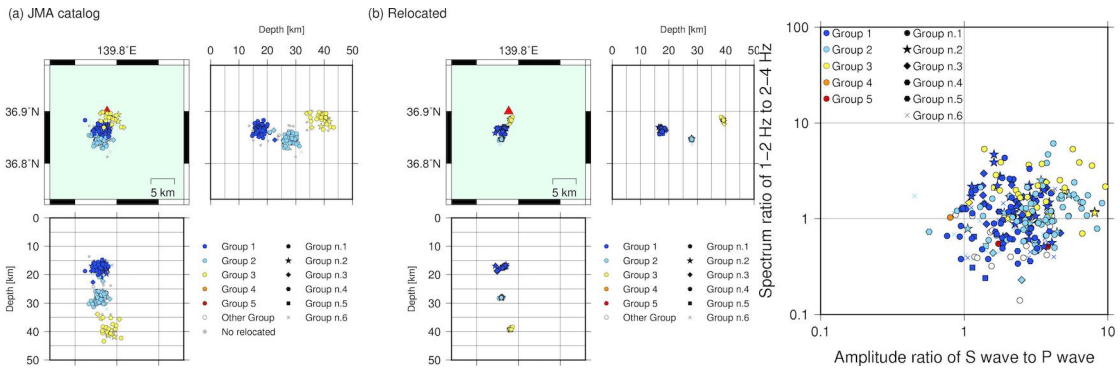 (a) JMA catalog
139.8°E
36.9°N
36.8°N
5 km
Depth [km]
0 10 20 30 40 50
Depth [km]
0
10
20
30
40
50
Group 1
Group 2
Group 3
Group 4
Group 5
Other Group
No relocated
Group n.1
Group n.2
Group n.3
Group n.4
Group n.5
Group n.6
(b) Relocated
139.8°E
36.9°N
36.8°N
5 km
Depth [km]
0 10 20 30 40 50
Depth [km]
0
10
20
30
40
50
Group 1
Group 2
Group 3
Group 4
Group 5
Other Group
Group n.1
Group n.2
Group n.3
Group n.4
Group n.5
Group n.6
Spectrum ratio of 1−2 Hz to 2−4 Hz
100
10
1
0.1
Group 1
Group 2
Group 3
Group 4
Group 5
Group n.1
Group n.2
Group n.3
Group n.4
Group n.5
Group n.6
0.1 1 10
Amplitude ratio of S wave to P wave